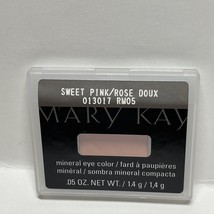 SWEET PINK/ROSE DOUX
013017 RM05
MARY KAY
mineral eye color / fard à paupières
minéral / sombra mineral compacta
.05 OZ. NET WT. / 1.4 g / 1,4 g